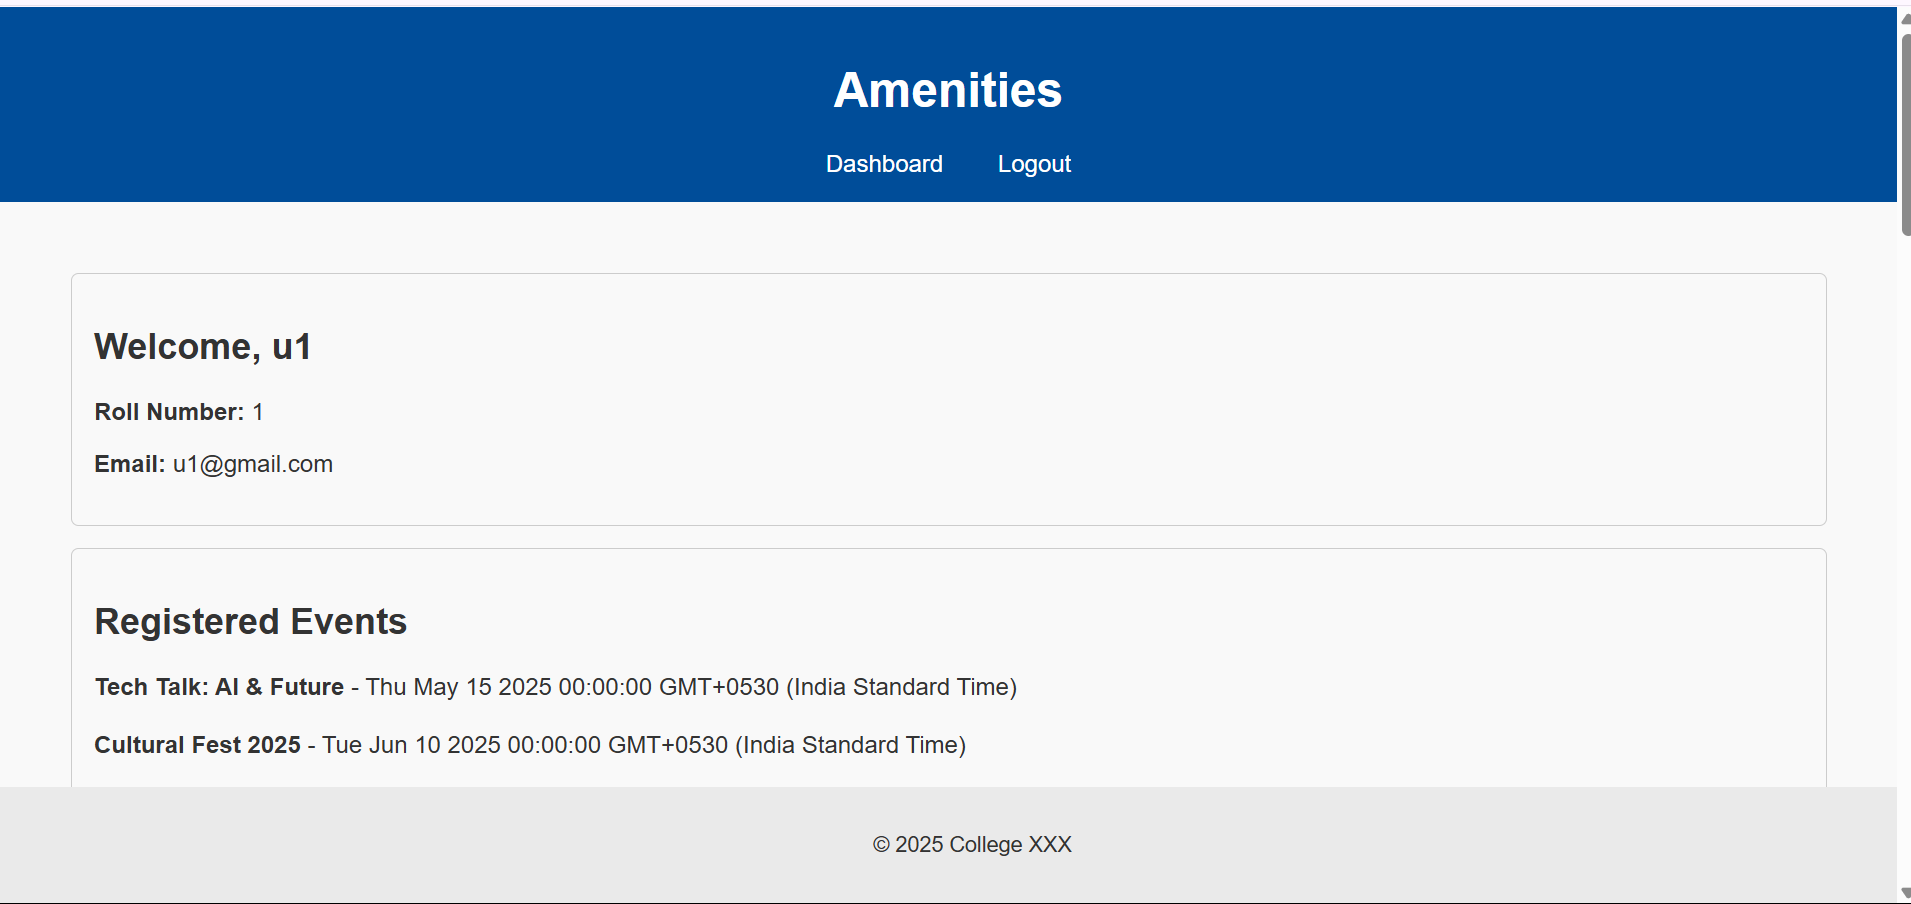 Amenities
Dashboard Logout
Welcome, u1
Roll Number: 1
Email: u1@gmail.com
Registered Events
Tech Talk: AI & Future - Thu May 15 2025 00:00:00 GMT+0530 (India Standard Time)
Cultural Fest 2025 - Tue Jun 10 2025 00:00:00 GMT+0530 (India Standard Time)
© 2025 College XXX